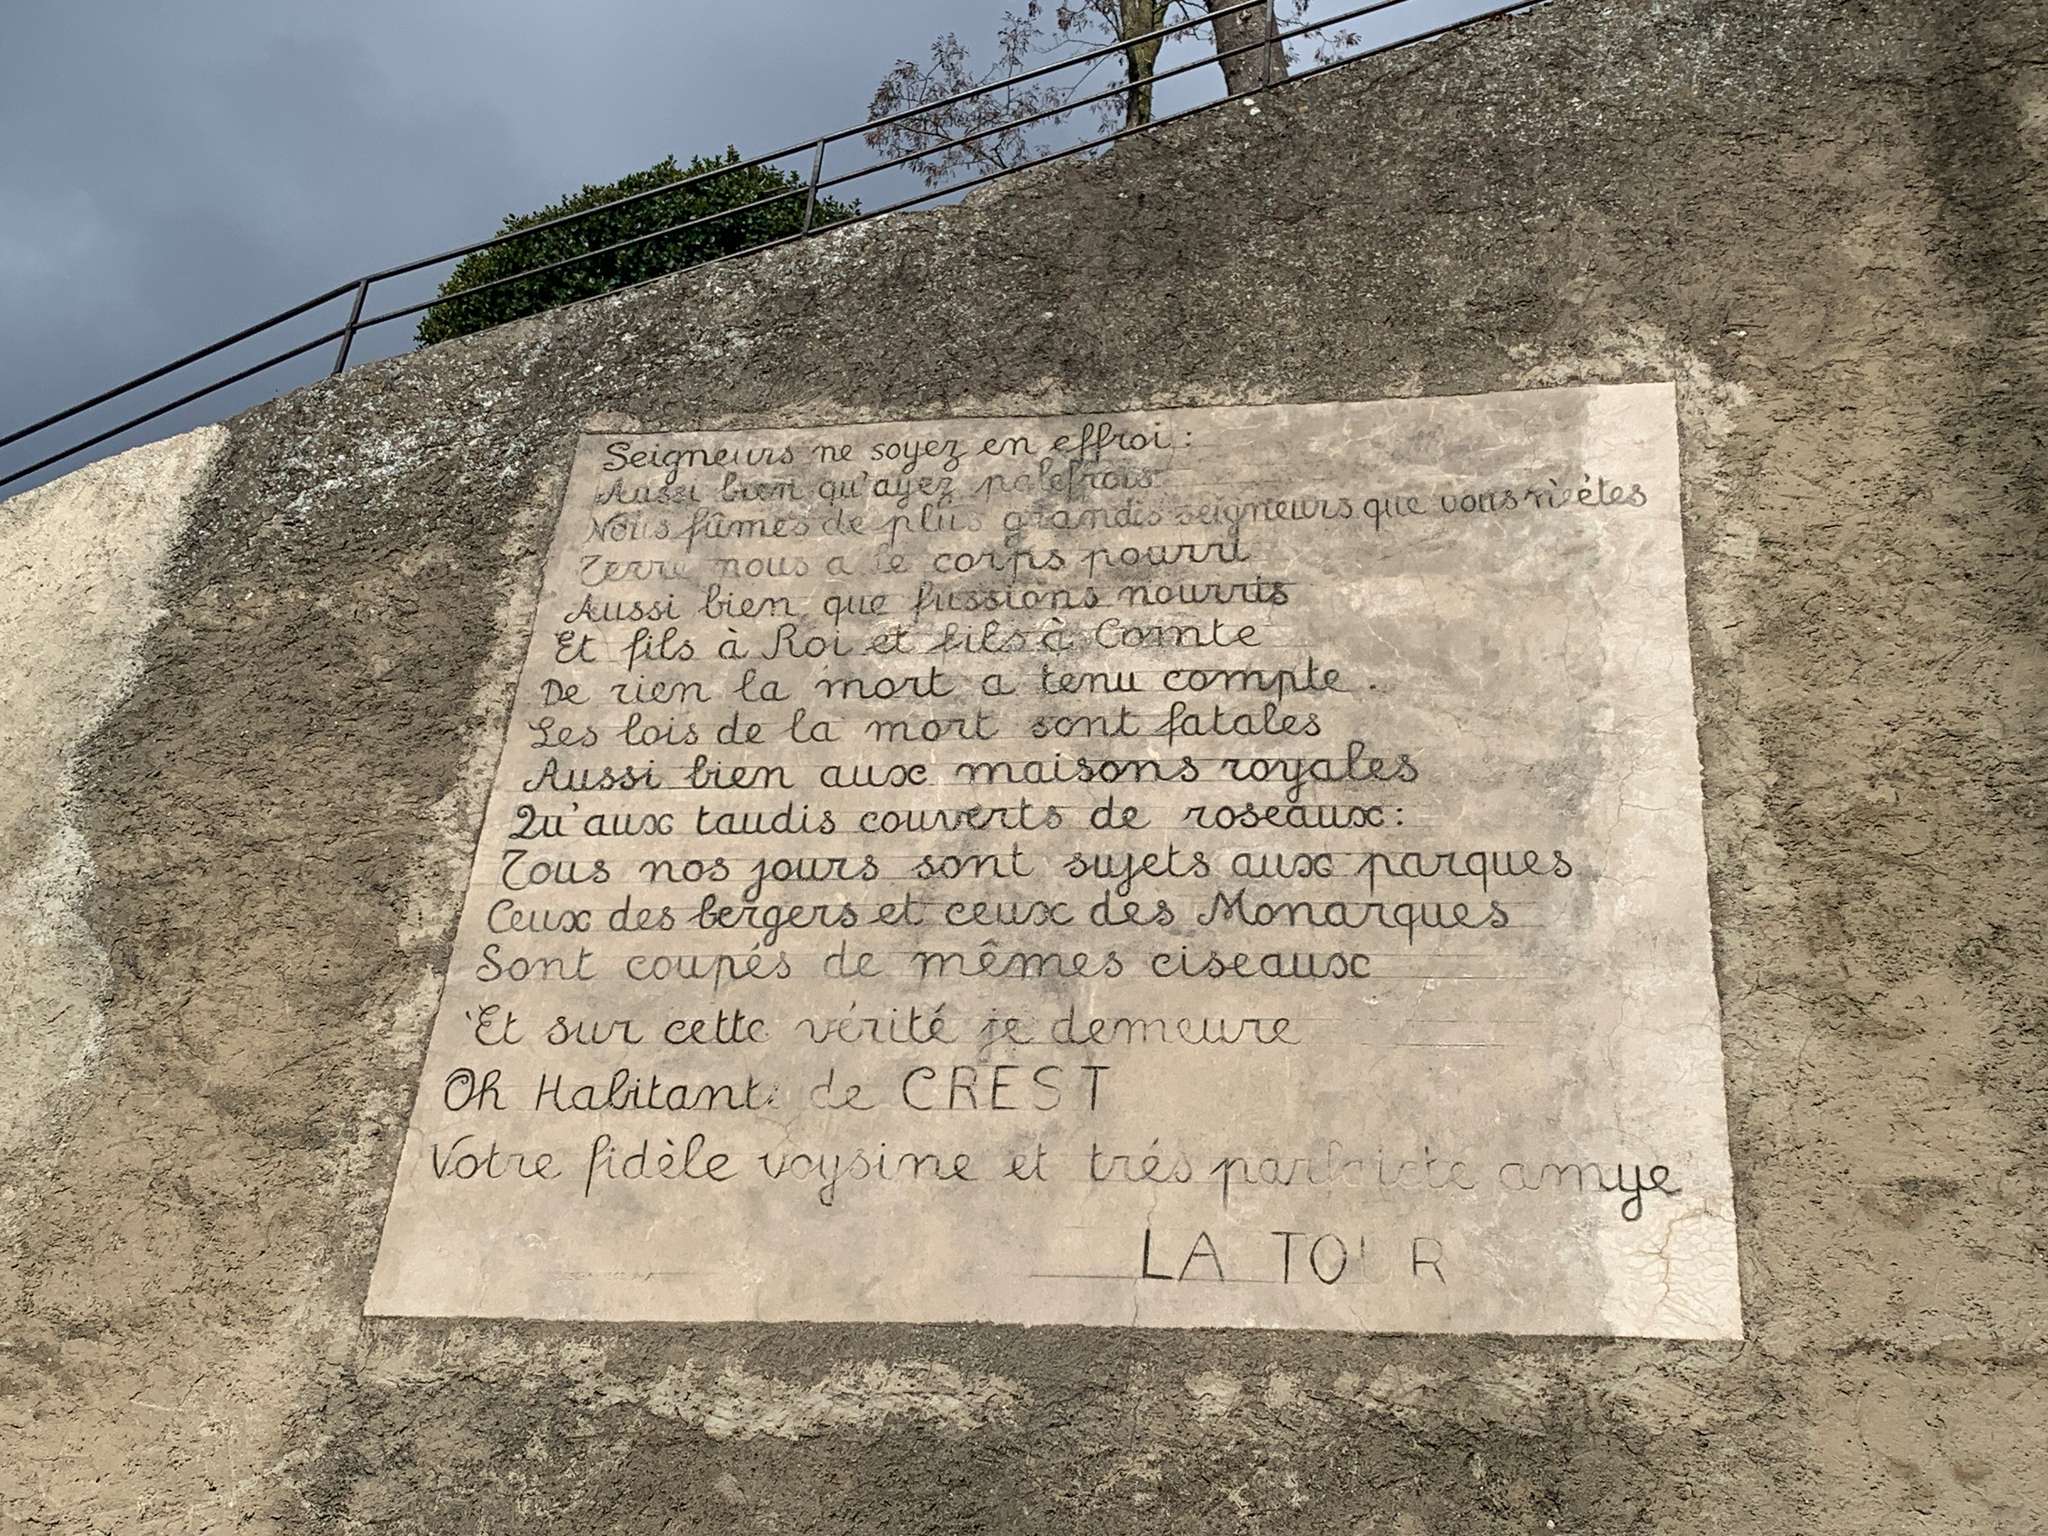 Seigneurs ne soyez en effroi :
Aussi bien qu'ayez palefrois
Nous fûmes de plus grands seigneurs que vous n'êtes
Terre nous a le corps pourri
Aussi bien que fussions nourris
Et fils à Roi et fils à Comte
De rien la mort a tenu compte .
Les lois de la mort sont fatales
Aussi bien aux maisons royales
Qu'aux taudis couverts de roseaux :
Tous nos jours sont sujets aux parques
Ceux des bergers et ceux des Monarques
Sont coupés de mêmes ciseaux
Et sur cette vérité je demeure
Oh Habitants de CREST
Votre fidèle voysine et trés parfaicte amye
LA TOUR